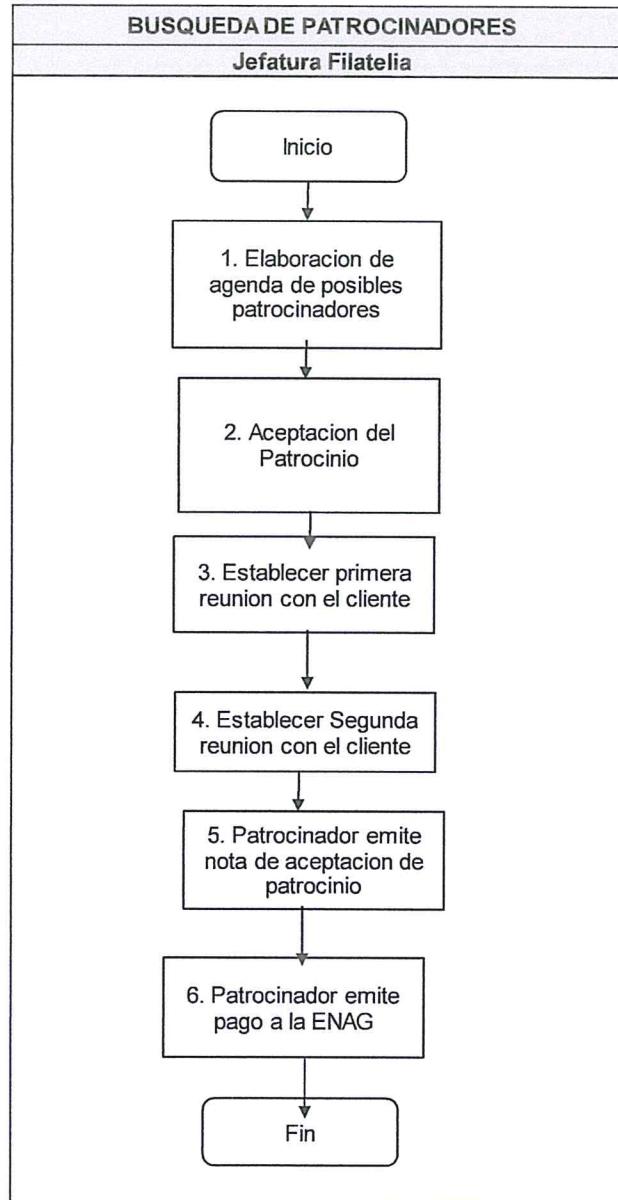 BUSQUEDA DE PATROCINADORES
Jefatura Filatelia
Inicio
1. Elaboracion de
agenda de posibles
patrocinadores
2. Aceptacion del
Patrocinio
3. Establecer primera
reunion con el cliente
4. Establecer Segunda
reunion con el cliente
5. Patrocinador emite
nota de aceptacion de
patrocinio
6. Patrocinador emite
pago a la ENAG
Fin